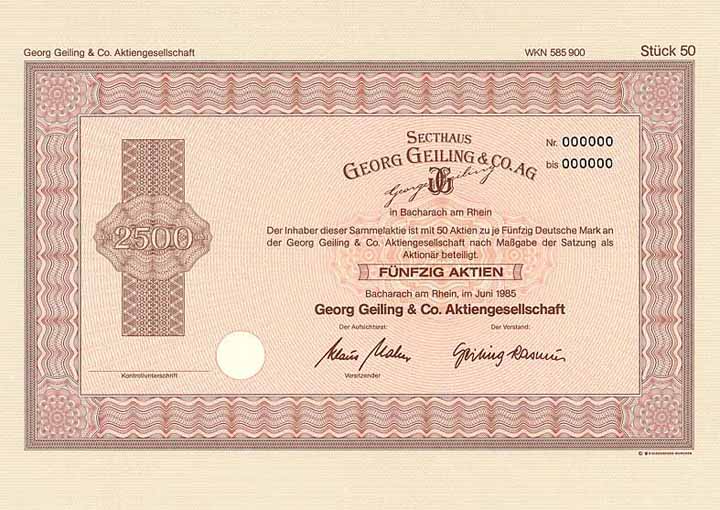 Georg Geiling & Co. Aktiengesellschaft
WKN 585 900
Stück 50
SECTHAUS
GEORG GEILING & CO. AG
Nr. 000000
bis 000000
Georg Geiling
in Bacharach am Rhein
2500
Der Inhaber dieser Sammelaktie ist mit 50 Aktien zu je Fünfzig Deutsche Mark an
der Georg Geiling & Co. Aktiengesellschaft nach Maßgabe der Satzung als
Aktionär beteiligt.
FÜNFZIG AKTIEN
Bacharach am Rhein, im Juni 1985
Georg Geiling & Co. Aktiengesellschaft
Der Aufsichtsrat:
Der Vorstand:
Kontrollunterschrift
Vorsitzender